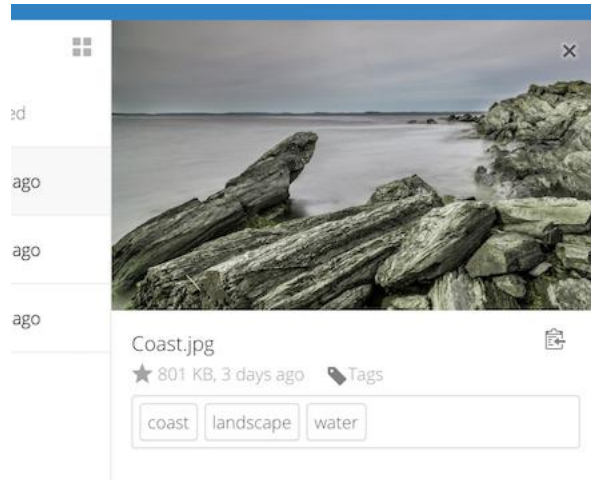 ago
ago
ago
Coast.jpg
801 KB, 3 days ago Tags
coast landscape water